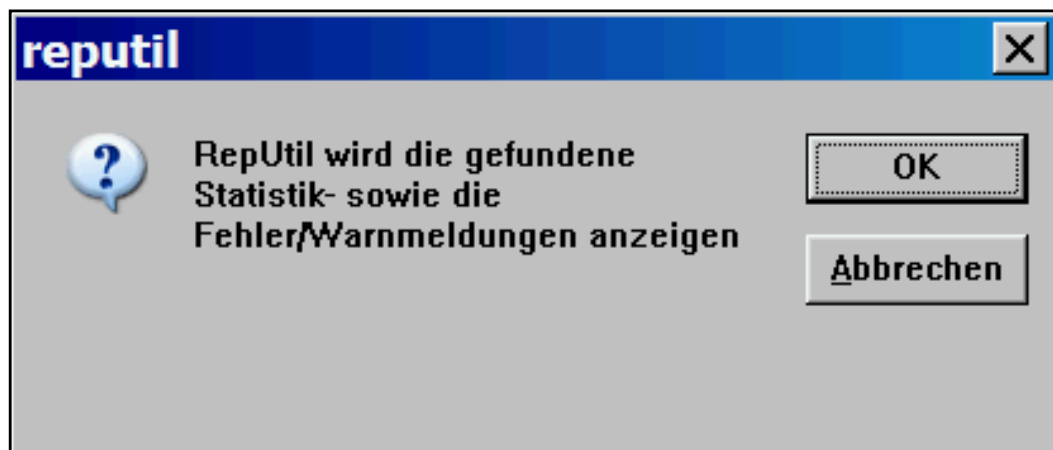 reputil
RepUtil wird die gefundene
Statistik- sowie die
Fehler/Warnmeldungen anzeigen
OK
Abbrechen